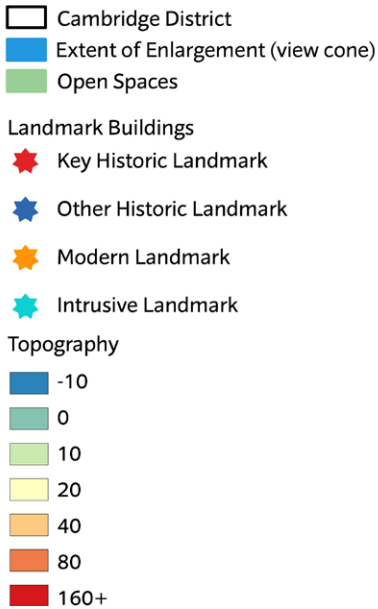 Cambridge District
Extent of Enlargement (view cone)
Open Spaces
Landmark Buildings
Key Historic Landmark
Other Historic Landmark
Modern Landmark
Intrusive Landmark
Topography
-10
0
10
20
40
80
160+